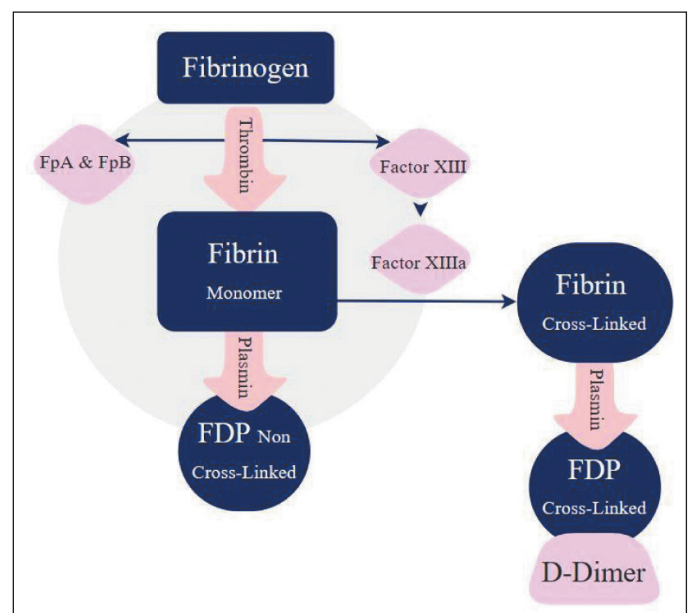 Fibrinogen
Thrombin
FpA & FpB
Factor XIII
Factor XIIIa
Fibrin
Monomer
Fibrin
Cross-Linked
Plasmin
Plasmin
FDP Non
Cross-Linked
FDP
Cross-Linked
D-Dimer